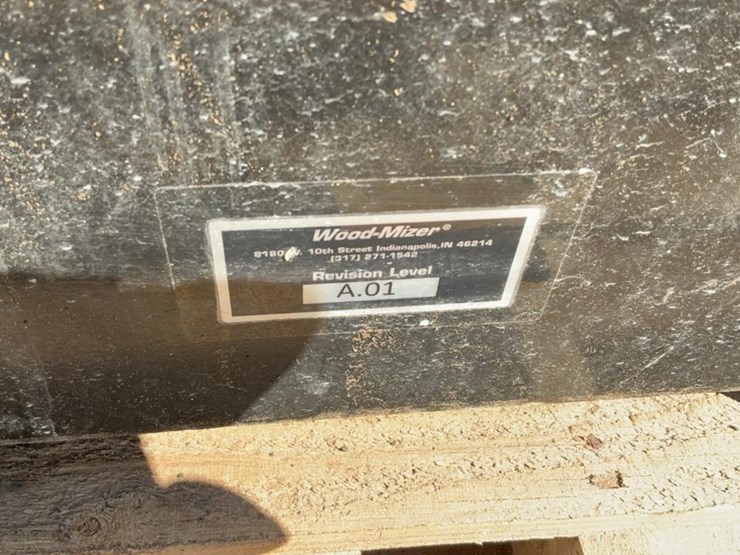 Wood-Mizer®
8180 W. 10th Street Indianapolis, IN 46214
(317) 271-1542
Revision Level
A.01